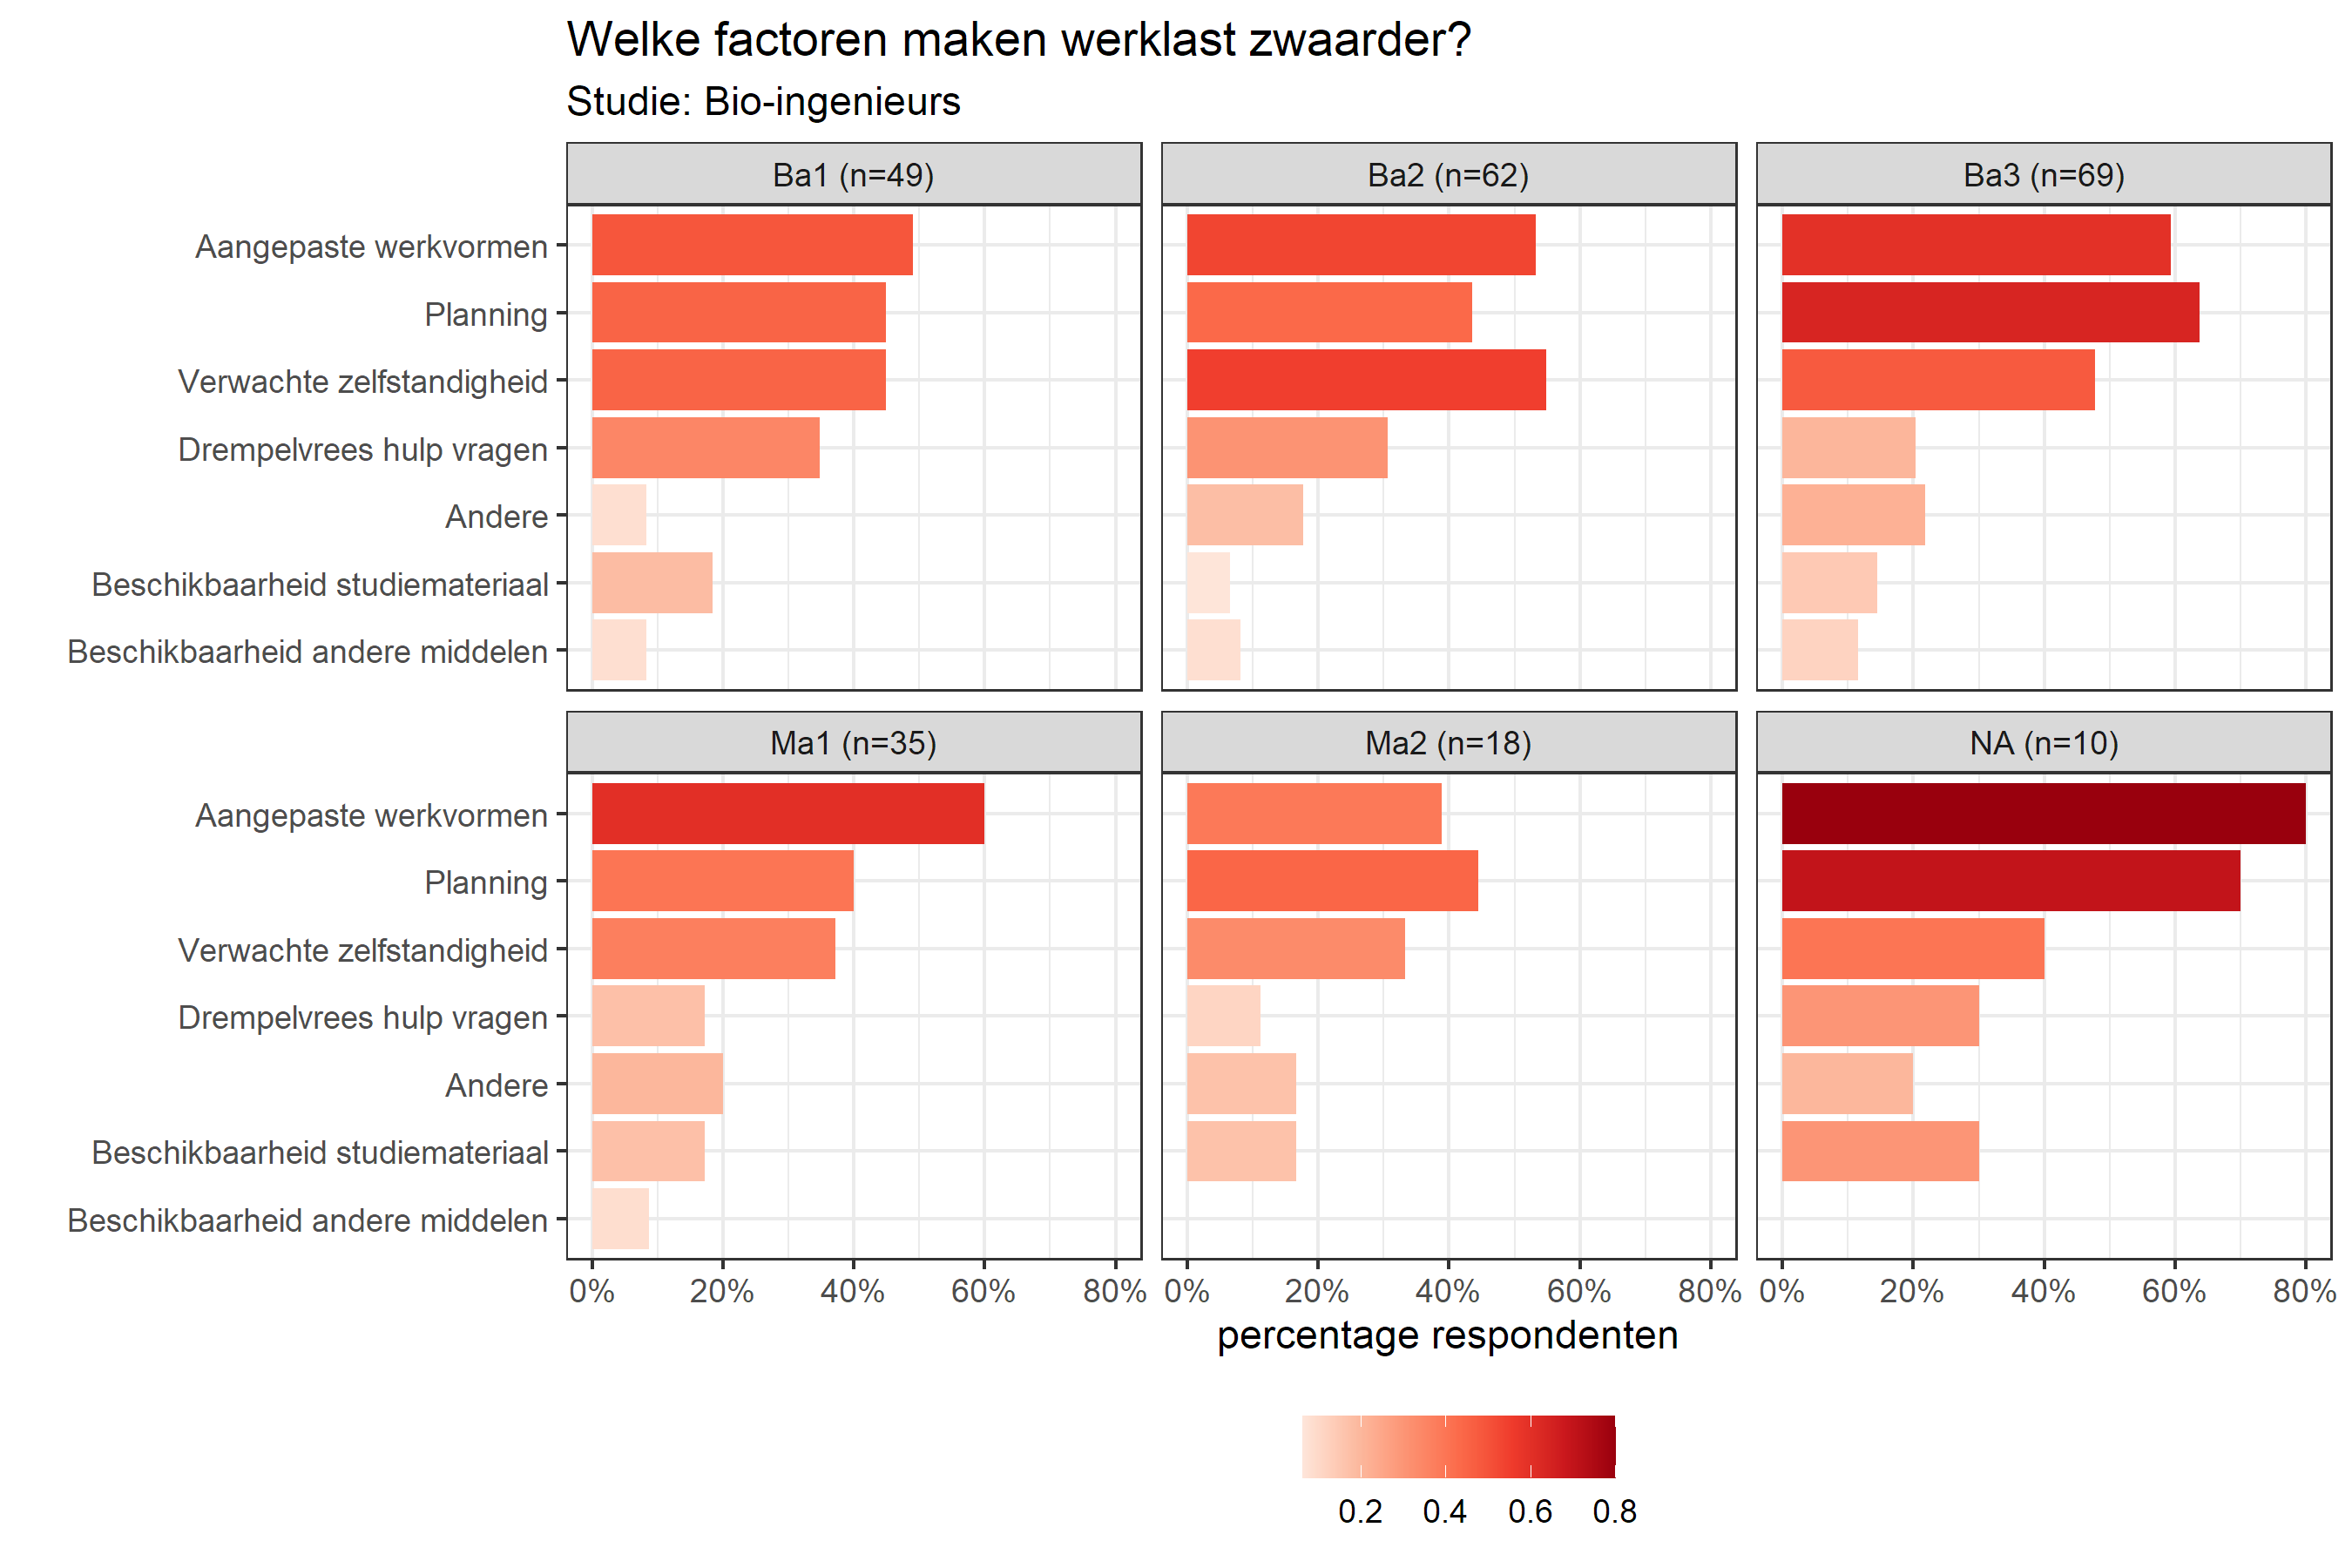 Welke factoren maken werklast zwaarder?
Studie: Bio-ingenieurs
Ba1 (n=49)
Ba2 (n=62)
Ba3 (n=69)
Aangepaste werkvormen
Planning
Verwachte zelfstandigheid
Drempelvrees hulp vragen
Andere
Beschikbaarheid studiemateriaal
Beschikbaarheid andere middelen
Ma1 (n=35)
Ma2 (n=18)
NA (n=10)
Aangepaste werkvormen
Planning
Verwachte zelfstandigheid
Drempelvrees hulp vragen
Andere
Beschikbaarheid studiemateriaal
Beschikbaarheid andere middelen
0% 20% 40% 60% 80%
0% 20% 40% 60% 80%
0% 20% 40% 60% 80%
percentage respondenten
0.2 0.4 0.6 0.8